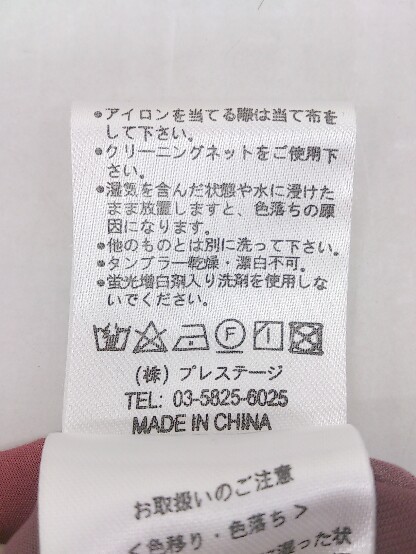 ●アイロンを当てる際は当て布を
して下さい。
●クリーニングネットをご使用下
さい。
●湿気を含んだ状態や水に浸けた
まま放置しますと、色落ちの原
因になります。
●他のものとは別に洗って下さい。
●タンブラー乾燥・漂白不可。
●蛍光増白剤入り洗剤を使用しな
いでください。
(株) プレステージ
TEL: 03-5825-6025
MADE IN CHINA
お取扱いのご注意
<色移り・色落ち>
湿った状